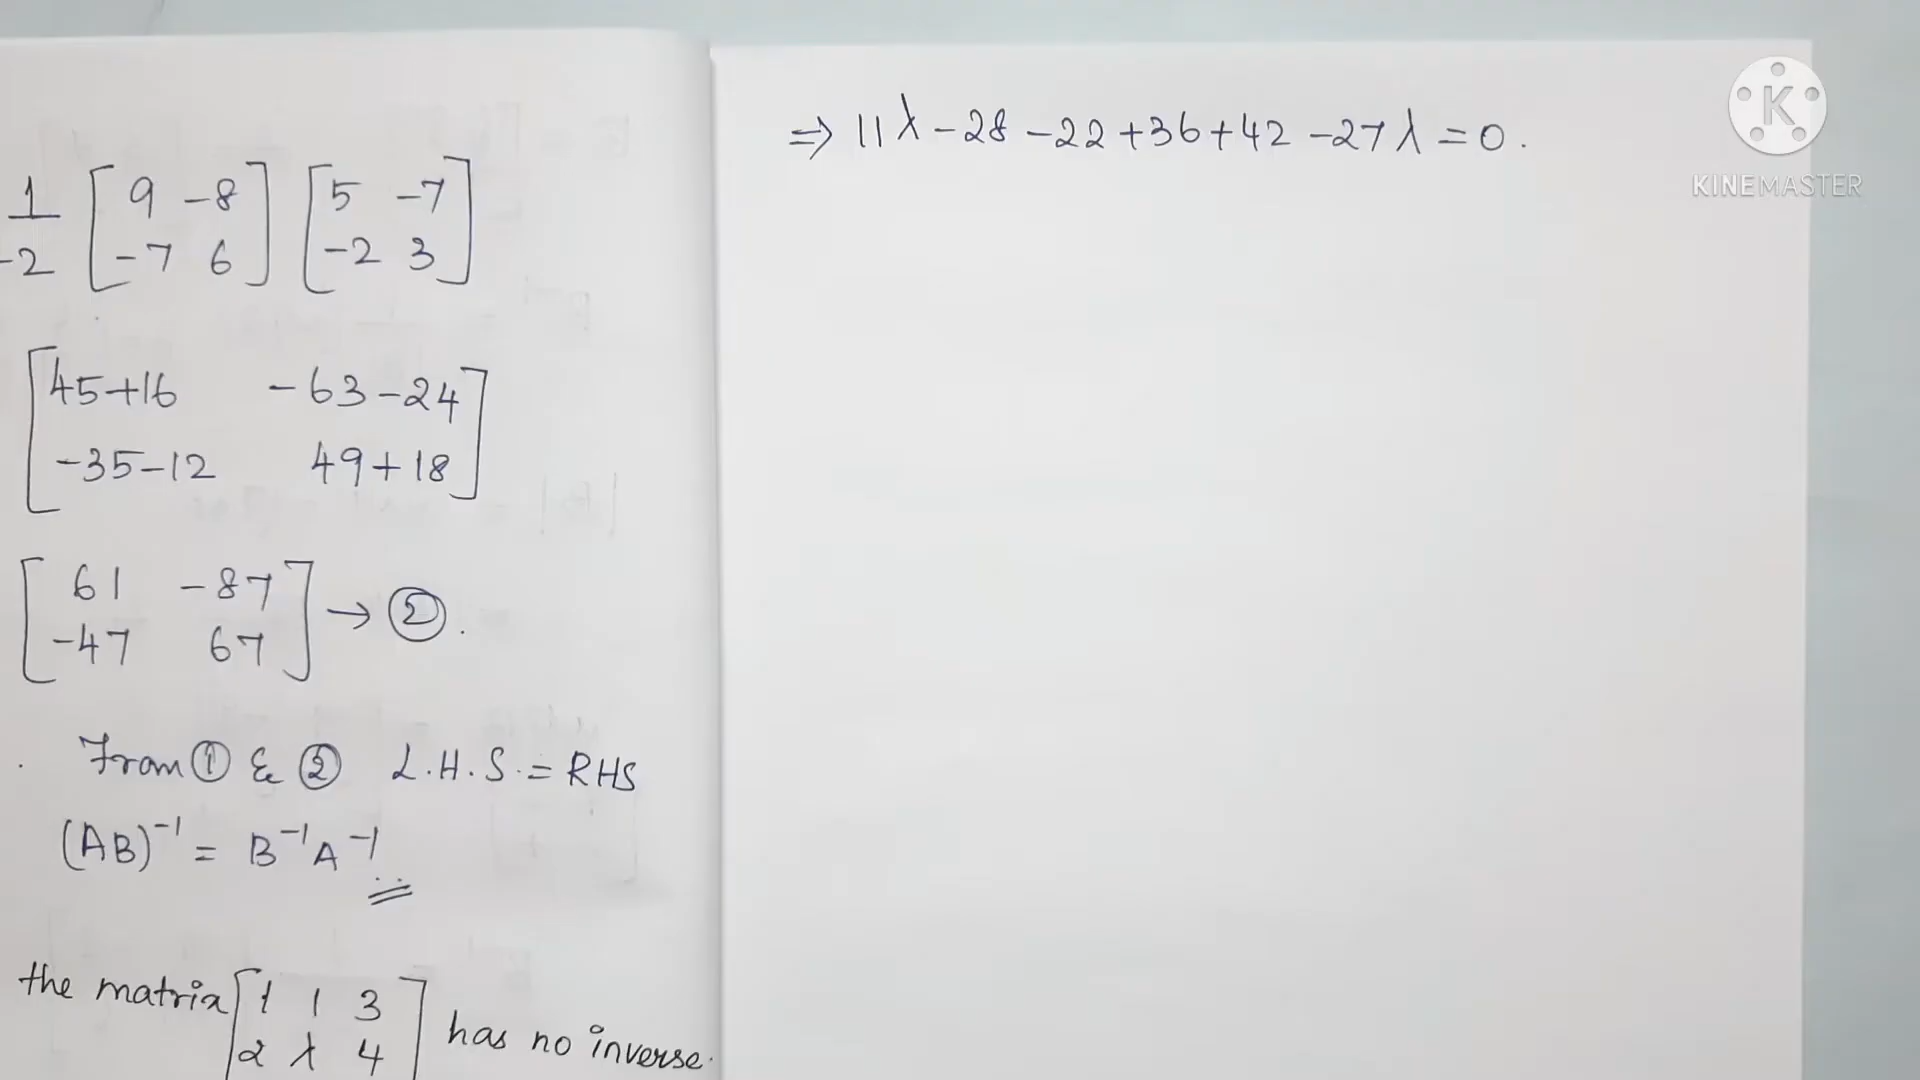 1/-2 [ 9 -8 ] [ 5 -7 ]
[ -7 6 ] [ -2 3 ]
[ 45+16 -63-24 ]
[ -35-12 49+18 ]
[ 61 -87 ] → ②.
[ -47 67 ]
From ① & ② L.H.S. = RHS
(AB)⁻¹ = B⁻¹A⁻¹
the matrix [ 1 1 3 ] has no inverse.
[ 2 λ 4 ]
⇒ 11λ - 28 - 22 + 36 + 42 - 27λ = 0.
K
KINEMASTER